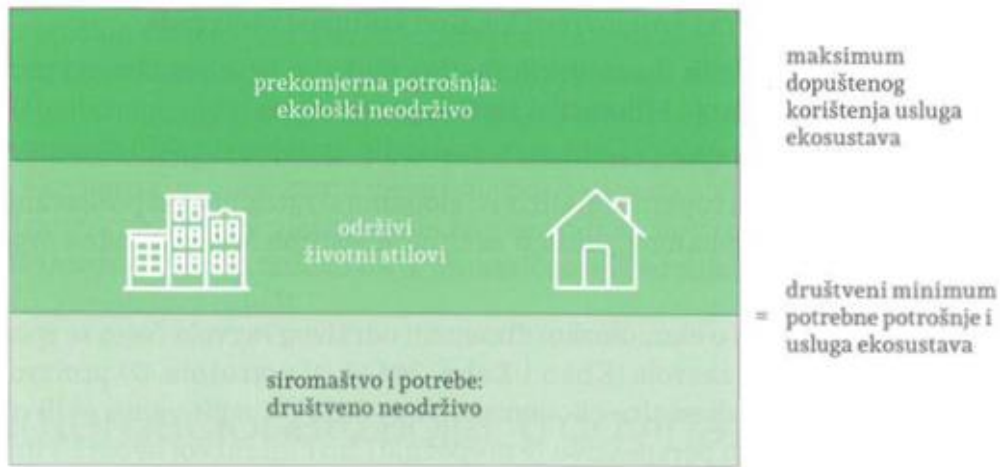 prekomjerna potrošnja:
ekološki neodrživo
maksimum
dopuštenog
korištenja usluga
ekosustava
održivi
životni stilovi
= društveni minimum
potrebne potrošnje i
usluga ekosustava
siromaštvo i potrebe:
društveno neodrživo